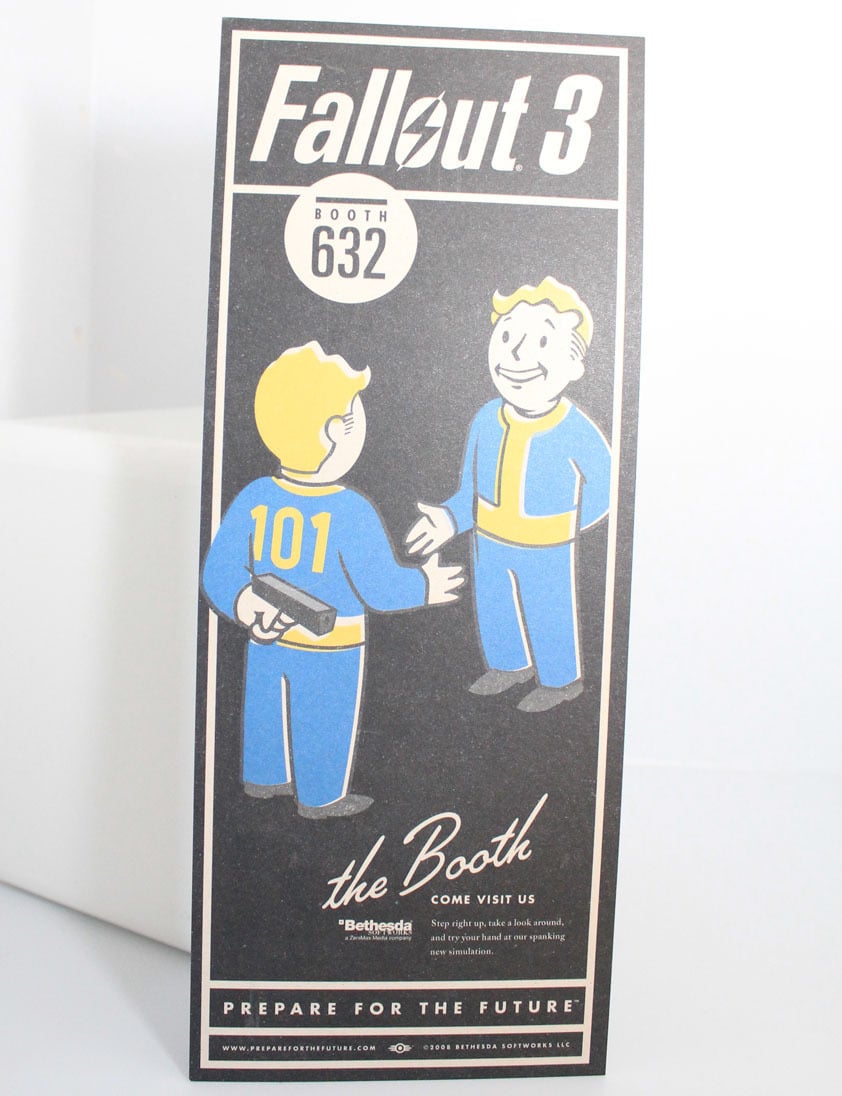 Fallout® 3
BOOTH
632
101
the Booth
COME VISIT US
Bethesda
SOFTWORKS
a ZeniMax Media company
Step right up, take a look around,
and try your hand at our spanking
new simulation.
PREPARE FOR THE FUTURE™
WWW.PREPAREFORTHEFUTURE.COM ©2008 BETHESDA SOFTWORKS LLC